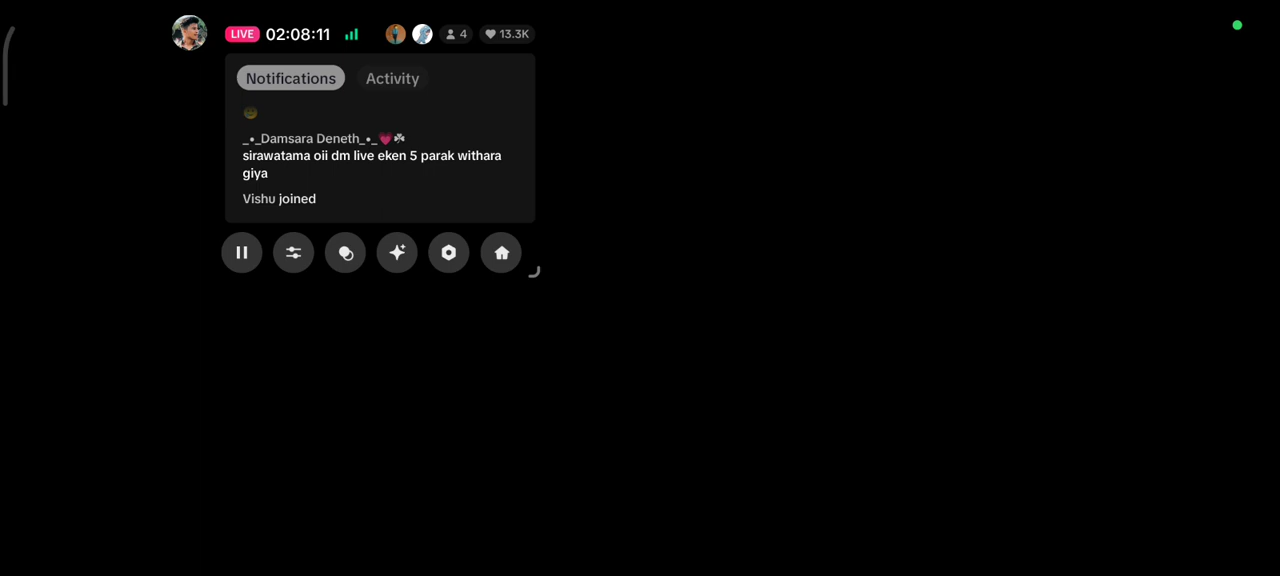 LIVE 02:08:11 4 13.3K
Notifications Activity
_•_Damsara Deneth_•_💗☘
sirawatama oii dm live eken 5 parak withara
giya
Vishu joined